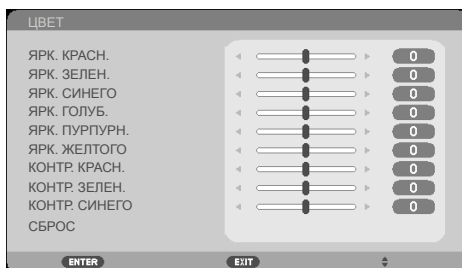 ЦВЕТ
ЯРК. КРАСН. 0
ЯРК. ЗЕЛЕН. 0
ЯРК. СИНЕГО 0
ЯРК. ГОЛУБ. 0
ЯРК. ПУРПУРН. 0
ЯРК. ЖЕЛТОГО 0
КОНТР. КРАСН. 0
КОНТР. ЗЕЛЕН. 0
КОНТР. СИНЕГО 0
СБРОС
ENTER EXIT